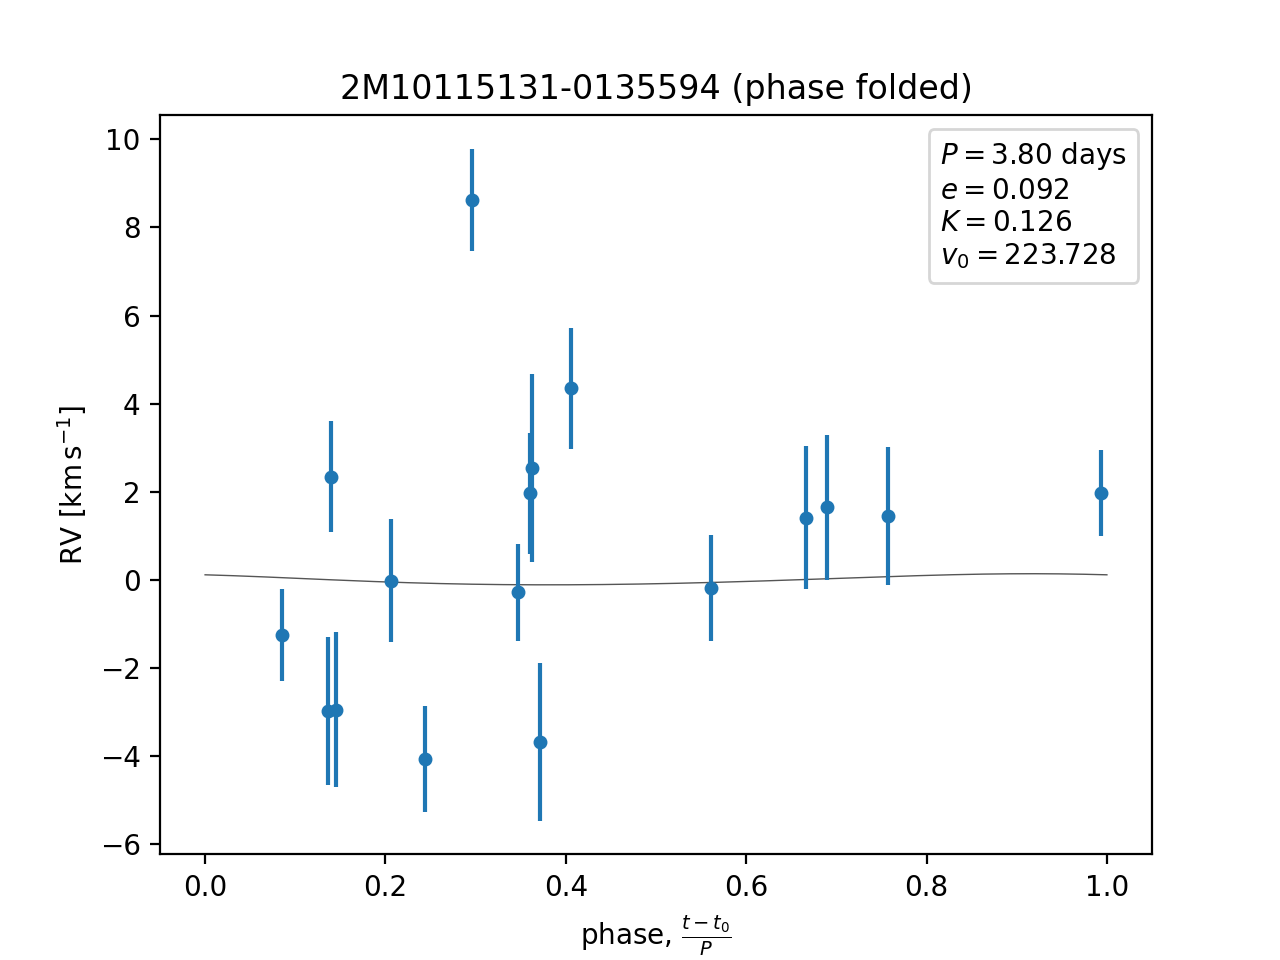 2M10115131-0135594 (phase folded)
P = 3.80 days
e = 0.092
K = 0.126
v₀ = 223.728
RV [km s⁻¹]
10
8
6
4
2
0
−2
−4
−6
0.0 0.2 0.4 0.6 0.8 1.0
phase, (t − t₀)/P